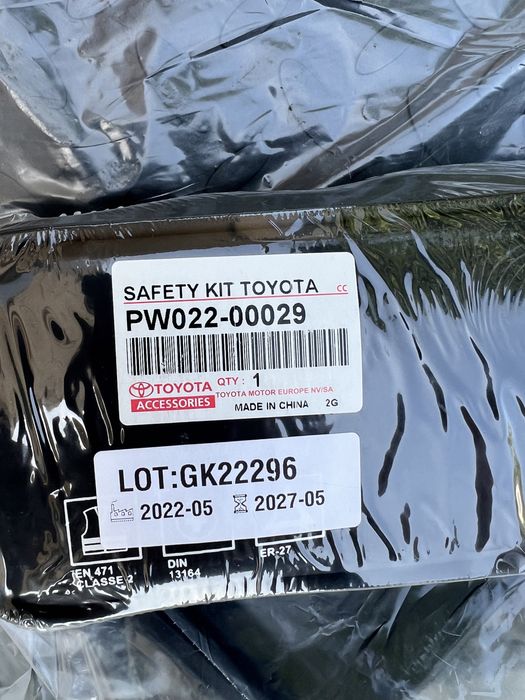 SAFETY KIT TOYOTA CC
PW022-00029
TOYOTA QTY : 1
ACCESSORIES TOYOTA MOTOR EUROPE NV/SA
MADE IN CHINA 2G
LOT:GK22296
2022-05 2027-05
EN 471
CLASSE 2
DIN
13164
ER-27